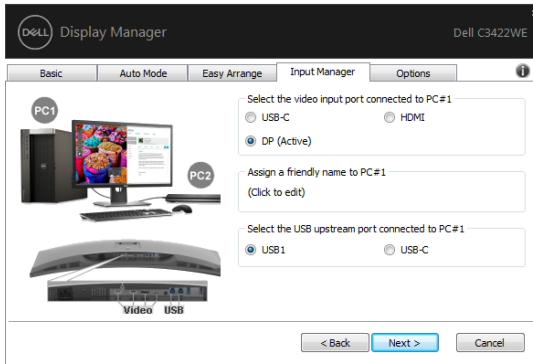 DELL Display Manager
Dell C3422WE
Basic Auto Mode Easy Arrange Input Manager Options
PC1
PC2
Video USB
Select the video input port connected to PC#1
USB-C HDMI
DP (Active)
Assign a friendly name to PC#1
(Click to edit)
Select the USB upstream port connected to PC#1
USB1 USB-C
< Back Next > Cancel